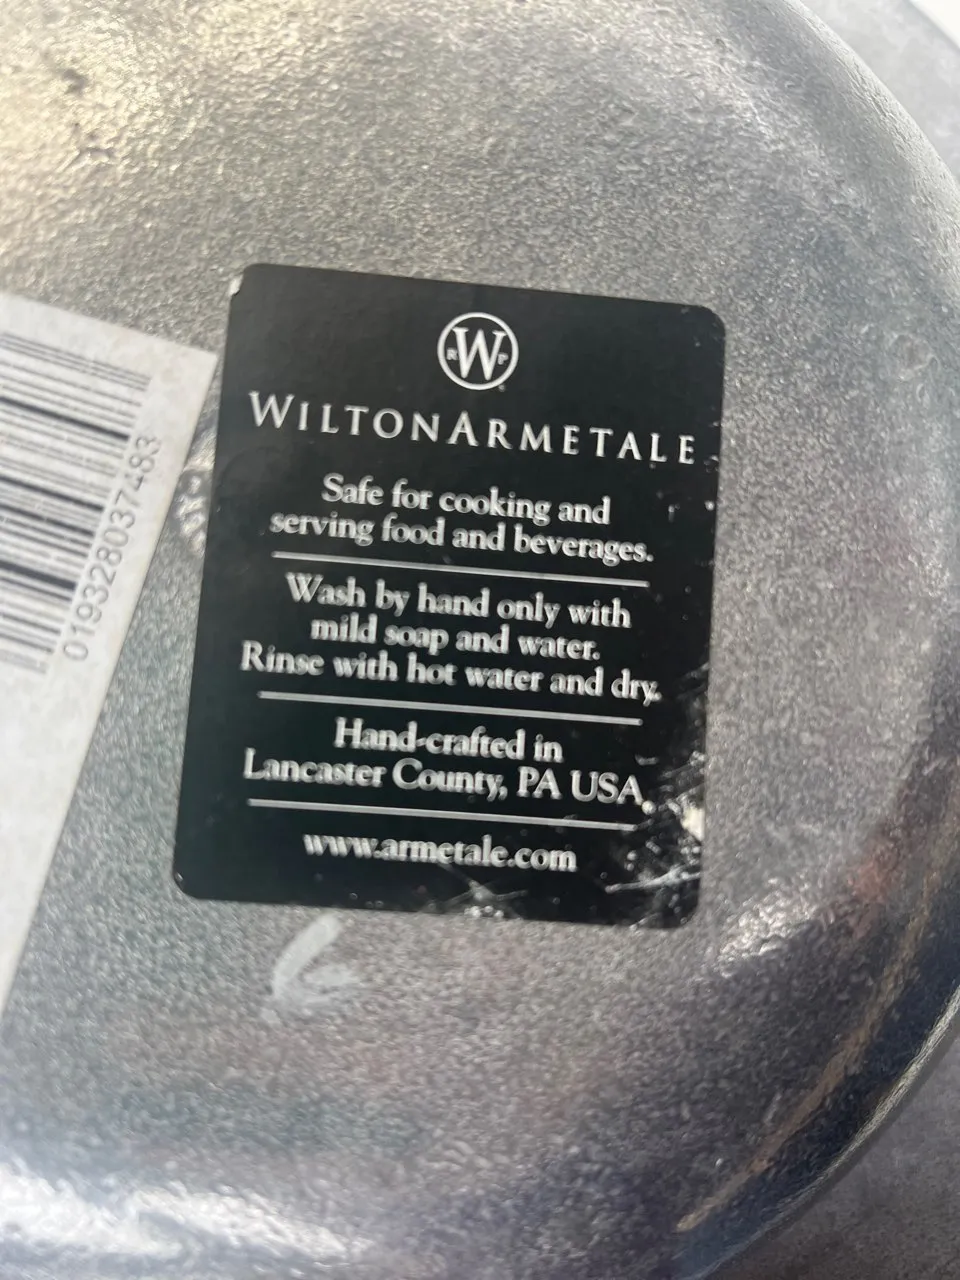 R W P
WILTONARMETALE
Safe for cooking and
serving food and beverages.
Wash by hand only with
mild soap and water.
Rinse with hot water and dry.
Hand-crafted in
Lancaster County, PA USA.
www.armetale.com
019328037483